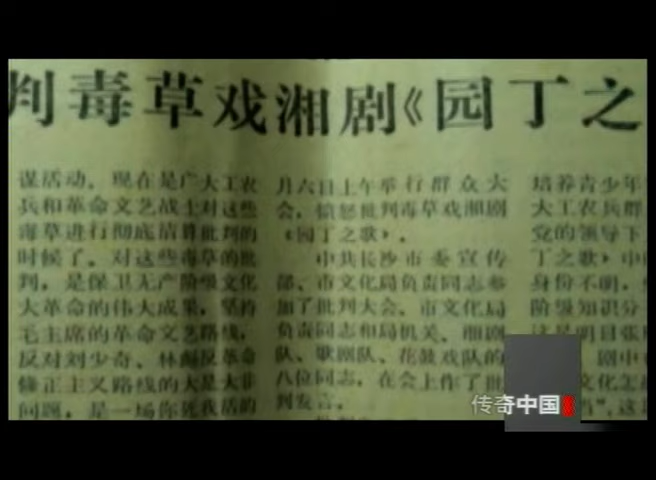 判毒草戏湘剧《园丁之
谋活动，现在是广大工农
兵和革命文艺战士对这些
毒草进行彻底清算批判的
时候了。对这些毒草的批
判，是保卫无产阶级文化
大革命的伟大成果，坚持
毛主席的革命文艺路线，
反对刘少奇、林彪反革命
修正主义路线的大是大非
问题，是一场你死我活的
月六日上午举行群众大
会，愤怒批判毒草戏湘剧
《园丁之歌》。
中共长沙市委宣传
部、市文化局负责同志参
加了批判大会。市文化局
负责同志和局机关、湘剧
队、歌剧队、花鼓戏队的
八位同志，在会上作了批
判发言。
培养青少年
大工农兵群
党的领导下
丁之歌》中
身份不明，
阶级知识分
这是明目张
剧中
文化怎
当”，这
传奇中国